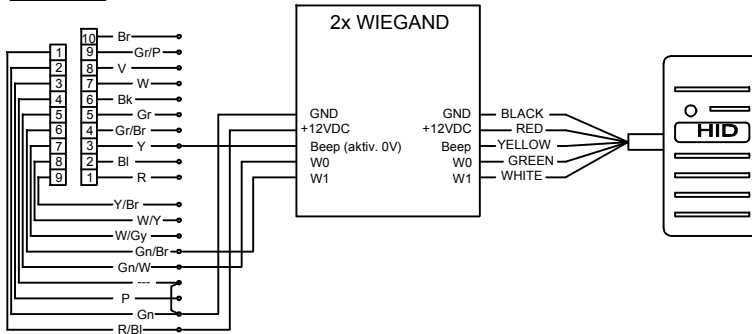 2x WIEGAND
10 Br
9 Gr/P
8 V
7 W
6 Bk
5 Gr
4 Gr/Br
3 Y
2 Bl
1 R
1
2
3
4
5
6
7
8
9
Y/Br
W/Y
W/Gy
Gn/Br
Gn/W
---
P
Gn
R/Bl
GND
+12VDC
Beep (aktiv. 0V)
W0
W1
GND BLACK
+12VDC RED
Beep YELLOW
W0 GREEN
W1 WHITE
HID